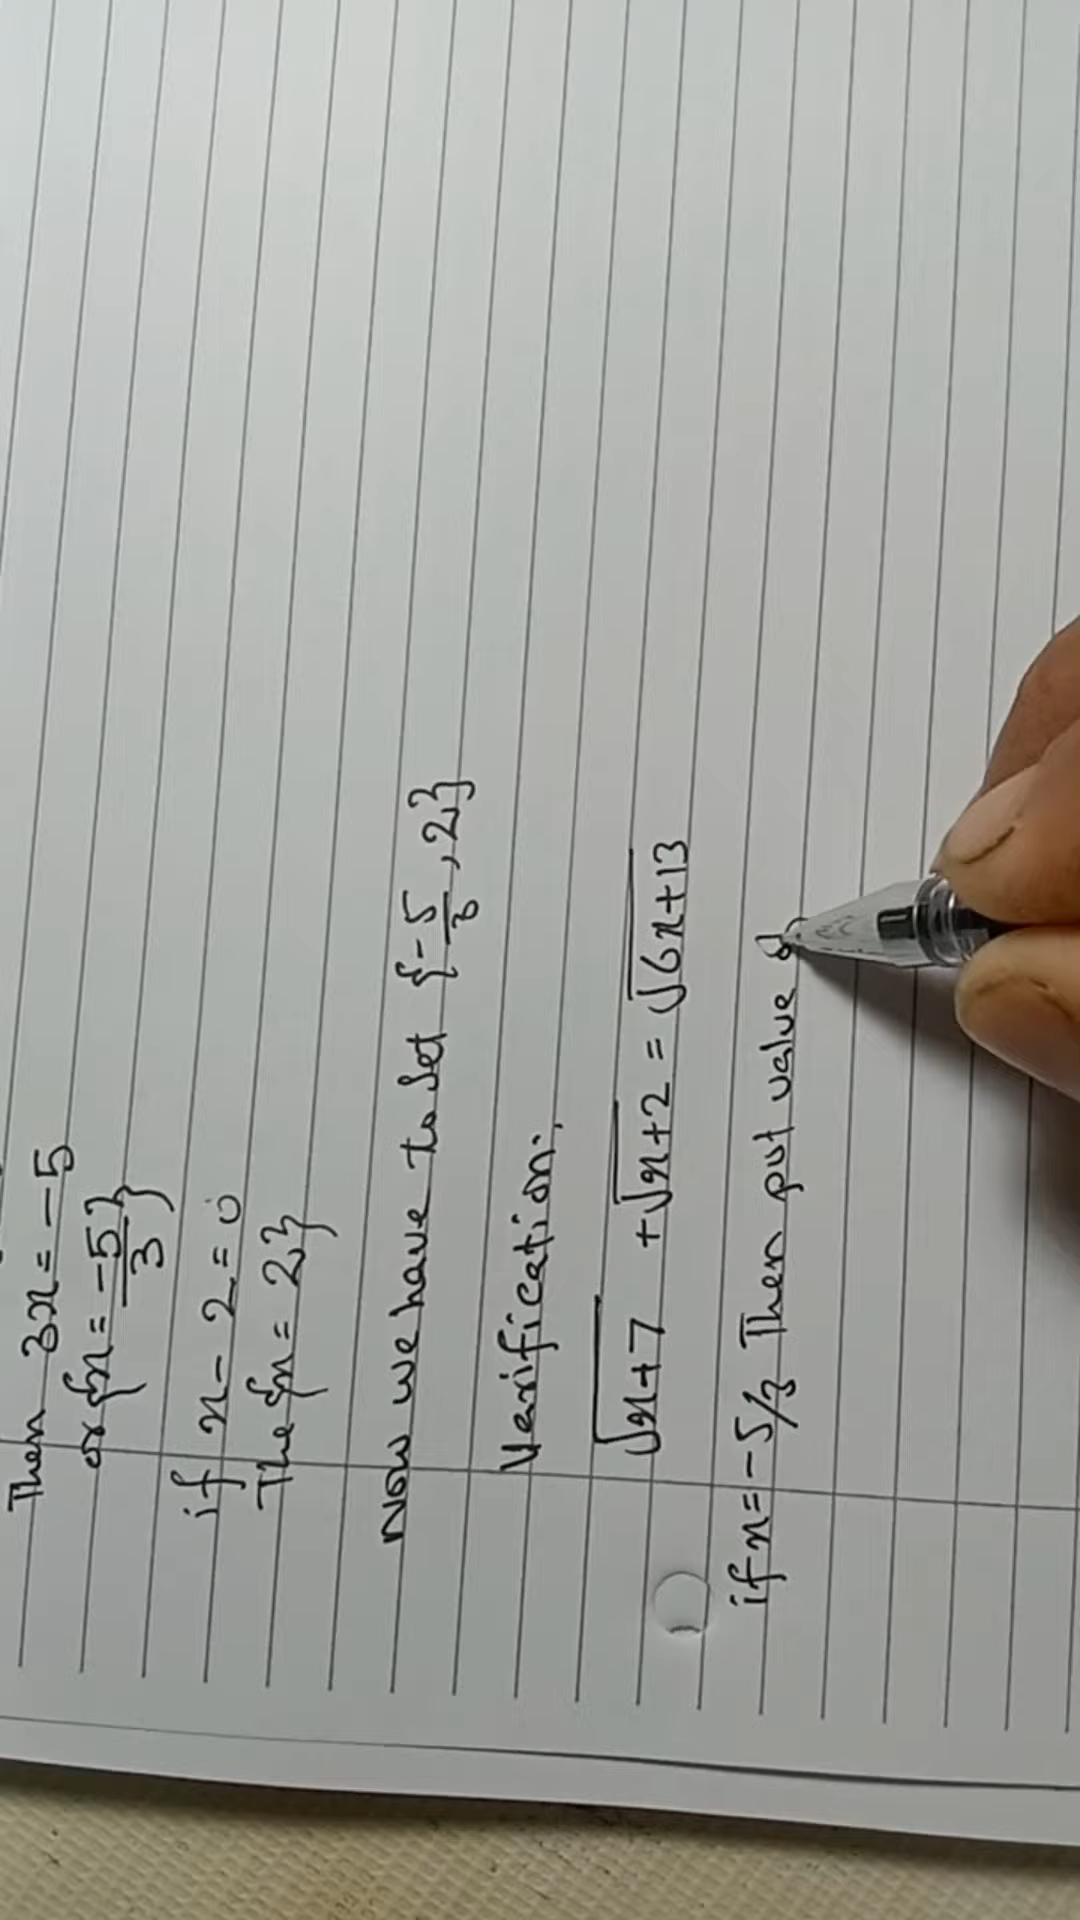 Then 3x = -5
or {x = -5/3}
if x - 2 = 0
The {x = 2}
Now we have to Set {-5/3, 2}
Verification:,
√x+7 + √x+2 = √6x+13
if x = -5/3 Then put value